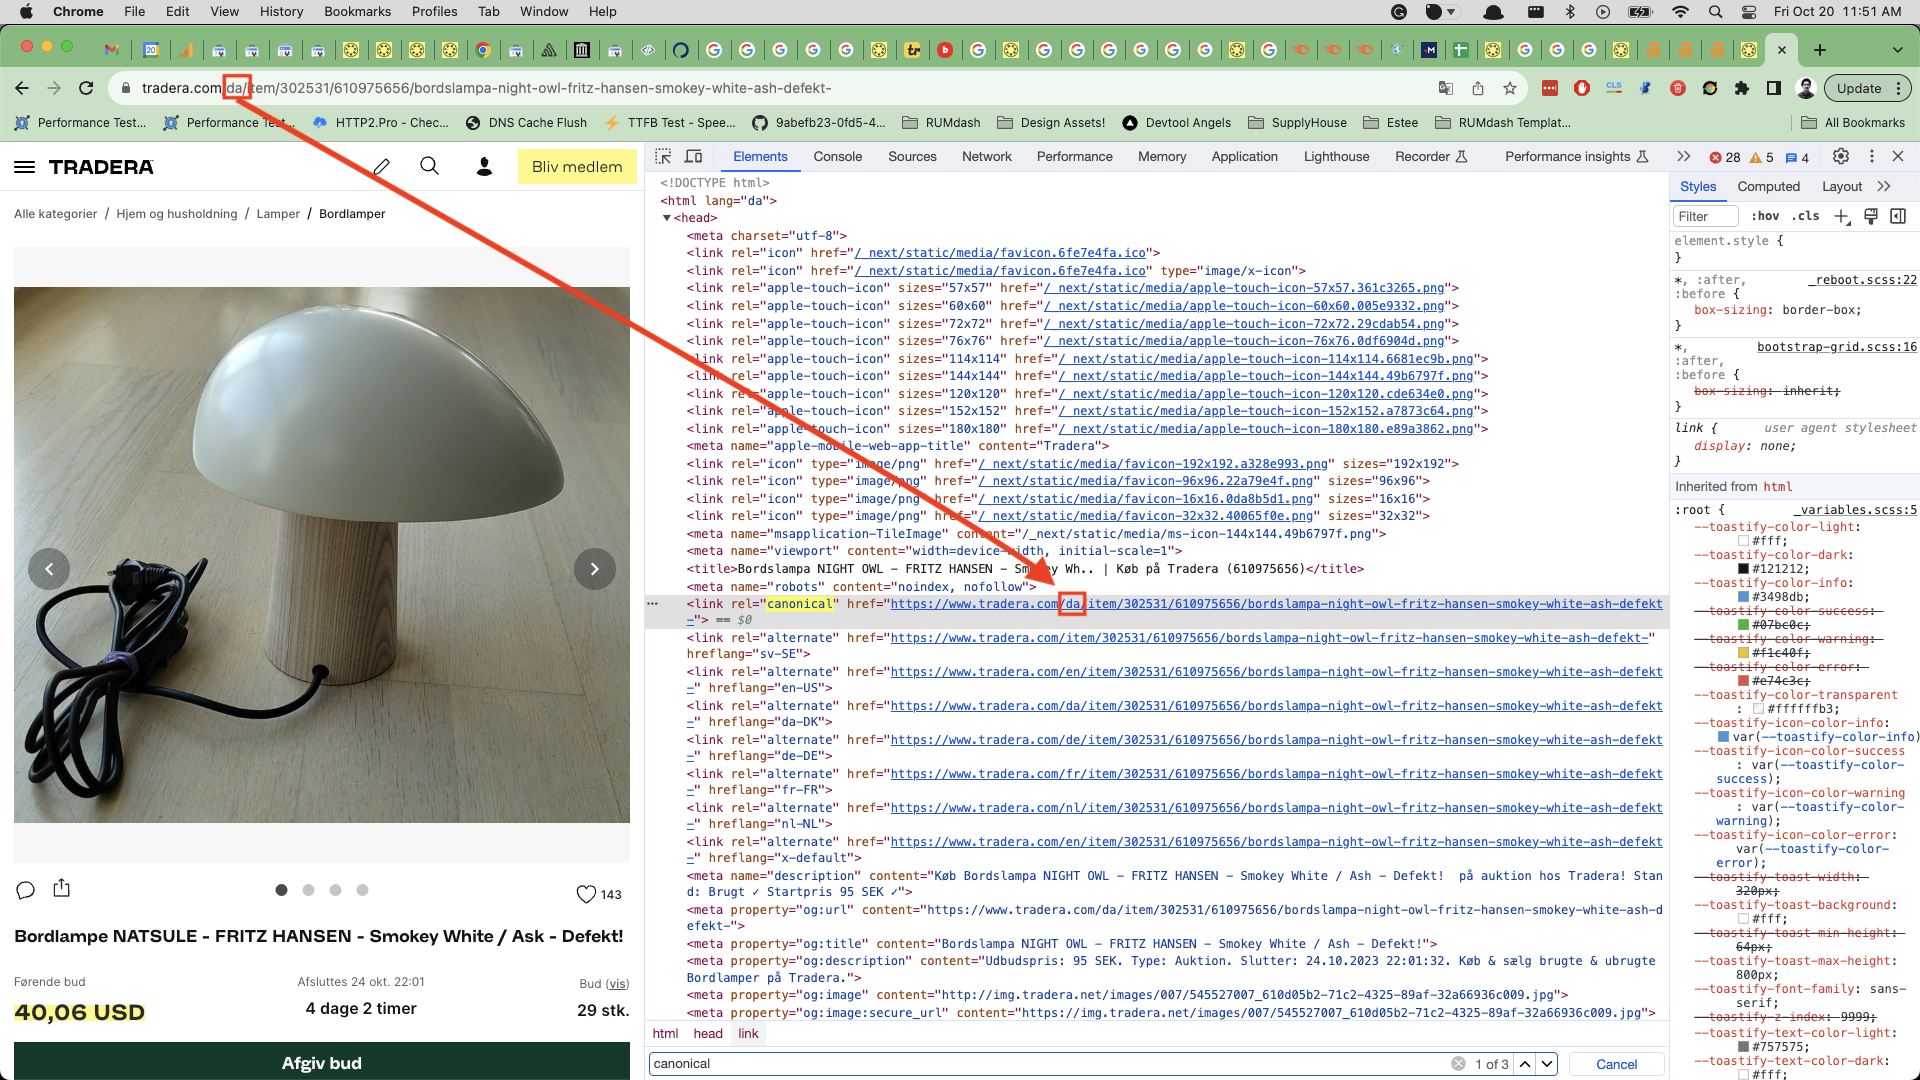 Chrome File Edit View History Bookmarks Profiles Tab Window Help Fri Oct 20 11:51 AM
tradera.com/da/item/302531/610975656/bordslampa-night-owl-fritz-hansen-smokey-white-ash-defekt- Update
Performance Test... Performance Test... HTTP2.Pro - Chec... DNS Cache Flush TTFB Test - Spee... 9abefb23-0fd5-4... RUMdash Design Assets! Devtool Angels SupplyHouse Estee RUMdash Templat... All Bookmarks
TRADERA Bliv medlem
Alle kategorier / Hjem og husholdning / Lamper / Bordlamper
143
Bordlampe NATSULE - FRITZ HANSEN - Smokey White / Ask - Defekt!
Førende bud Afsluttes 24 okt. 22:01 Bud (vis)
40,06 USD 4 dage 2 timer 29 stk.
Afgiv bud
Elements Console Sources Network Performance Memory Application Lighthouse Recorder Performance insights 28 5 4
<!DOCTYPE html>
<html lang="da">
<head>
<meta charset="utf-8">
<link rel="icon" href="/_next/static/media/favicon.6fe7e4fa.ico">
<link rel="icon" href="/_next/static/media/favicon.6fe7e4fa.ico" type="image/x-icon">
<link rel="apple-touch-icon" sizes="57x57" href="/_next/static/media/apple-touch-icon-57x57.361c3265.png">
<link rel="apple-touch-icon" sizes="60x60" href="/_next/static/media/apple-touch-icon-60x60.005e9332.png">
<link rel="apple-touch-icon" sizes="72x72" href="/_next/static/media/apple-touch-icon-72x72.29cdab54.png">
<link rel="apple-touch-icon" sizes="76x76" href="/_next/static/media/apple-touch-icon-76x76.0df6904d.png">
<link rel="apple-touch-icon" sizes="114x114" href="/_next/static/media/apple-touch-icon-114x114.6681ec9b.png">
<link rel="apple-touch-icon" sizes="144x144" href="/_next/static/media/apple-touch-icon-144x144.49b6797f.png">
<link rel="apple-touch-icon" sizes="120x120" href="/_next/static/media/apple-touch-icon-120x120.cde634e0.png">
<link rel="apple-touch-icon" sizes="152x152" href="/_next/static/media/apple-touch-icon-152x152.a7873c64.png">
<link rel="apple-touch-icon" sizes="180x180" href="/_next/static/media/apple-touch-icon-180x180.e89a3862.png">
<meta name="apple-mobile-web-app-title" content="Tradera">
<link rel="icon" type="image/png" href="/_next/static/media/favicon-192x192.a328e993.png" sizes="192x192">
<link rel="icon" type="image/png" href="/_next/static/media/favicon-96x96.22a79e4f.png" sizes="96x96">
<link rel="icon" type="image/png" href="/_next/static/media/favicon-16x16.0da8b5d1.png" sizes="16x16">
<link rel="icon" type="image/png" href="/_next/static/media/favicon-32x32.40065f0e.png" sizes="32x32">
<meta name="msapplication-TileImage" content="/_next/static/media/ms-icon-144x144.49b6797f.png">
<meta name="viewport" content="width=device-width, initial-scale=1">
<title>Bordslampa NIGHT OWL – FRITZ HANSEN – Smokey Wh.. | Køb på Tradera (610975656)</title>
<meta name="robots" content="noindex, nofollow">
<link rel="canonical" href="https://www.tradera.com/da/item/302531/610975656/bordslampa-night-owl-fritz-hansen-smokey-white-ash-defekt
-"> == $0
<link rel="alternate" href="https://www.tradera.com/item/302531/610975656/bordslampa-night-owl-fritz-hansen-smokey-white-ash-defekt-"
hreflang="sv-SE">
<link rel="alternate" href="https://www.tradera.com/en/item/302531/610975656/bordslampa-night-owl-fritz-hansen-smokey-white-ash-defekt
-" hreflang="en-US">
<link rel="alternate" href="https://www.tradera.com/da/item/302531/610975656/bordslampa-night-owl-fritz-hansen-smokey-white-ash-defekt
-" hreflang="da-DK">
<link rel="alternate" href="https://www.tradera.com/de/item/302531/610975656/bordslampa-night-owl-fritz-hansen-smokey-white-ash-defekt
-" hreflang="de-DE">
<link rel="alternate" href="https://www.tradera.com/fr/item/302531/610975656/bordslampa-night-owl-fritz-hansen-smokey-white-ash-defekt
-" hreflang="fr-FR">
<link rel="alternate" href="https://www.tradera.com/nl/item/302531/610975656/bordslampa-night-owl-fritz-hansen-smokey-white-ash-defekt
-" hreflang="nl-NL">
<link rel="alternate" href="https://www.tradera.com/en/item/302531/610975656/bordslampa-night-owl-fritz-hansen-smokey-white-ash-defekt
-" hreflang="x-default">
<meta name="description" content="Køb Bordslampa NIGHT OWL – FRITZ HANSEN – Smokey White / Ash – Defekt!  på auktion hos Tradera! Stan
d: Brugt ✓ Startpris 95 SEK ✓">
<meta property="og:url" content="https://www.tradera.com/da/item/302531/610975656/bordslampa-night-owl-fritz-hansen-smokey-white-ash-d
efekt-">
<meta property="og:title" content="Bordslampa NIGHT OWL – FRITZ HANSEN – Smokey White / Ash – Defekt!">
<meta property="og:description" content="Udbudspris: 95 SEK. Type: Auktion. Slutter: 24.10.2023 22:01:32. Køb & sælg brugte & ubrugte
Bordlamper på Tradera.">
<meta property="og:image" content="http://img.tradera.net/images/007/545527007_610d05b2-71c2-4325-89af-32a66936c009.jpg">
<meta property="og:image:secure_url" content="https://img.tradera.net/images/007/545527007_610d05b2-71c2-4325-89af-32a66936c009.jpg">
html head link
canonical 1 of 3 Cancel
Styles Computed Layout
Filter :hov .cls
element.style {
}
*, :after, _reboot.scss:22
:before {
box-sizing: border-box;
}
*, bootstrap-grid.scss:16
:after,
:before {
box-sizing: inherit;
}
link { user agent stylesheet
display: none;
}
Inherited from html
:root { _variables.scss:5
--toastify-color-light:
#fff;
--toastify-color-dark:
#121212;
--toastify-color-info:
#3498db;
--toastify-color-success:
#07bc0c;
--toastify-color-warning:
#f1c40f;
--toastify-color-error:
#e74c3c;
--toastify-color-transparent
: #ffffffb3;
--toastify-icon-color-info:
var(--toastify-color-info)
--toastify-icon-color-success
: var(--toastify-color-
success);
--toastify-icon-color-warning
: var(--toastify-color-
warning);
--toastify-icon-color-error:
var(--toastify-color-
error);
--toastify-toast-width:
320px;
--toastify-toast-background:
#fff;
--toastify-toast-min-height:
64px;
--toastify-toast-max-height:
800px;
--toastify-font-family: sans-
serif;
--toastify-z-index: 9999;
--toastify-text-color-light:
#757575;
--toastify-text-color-dark:
#fff;